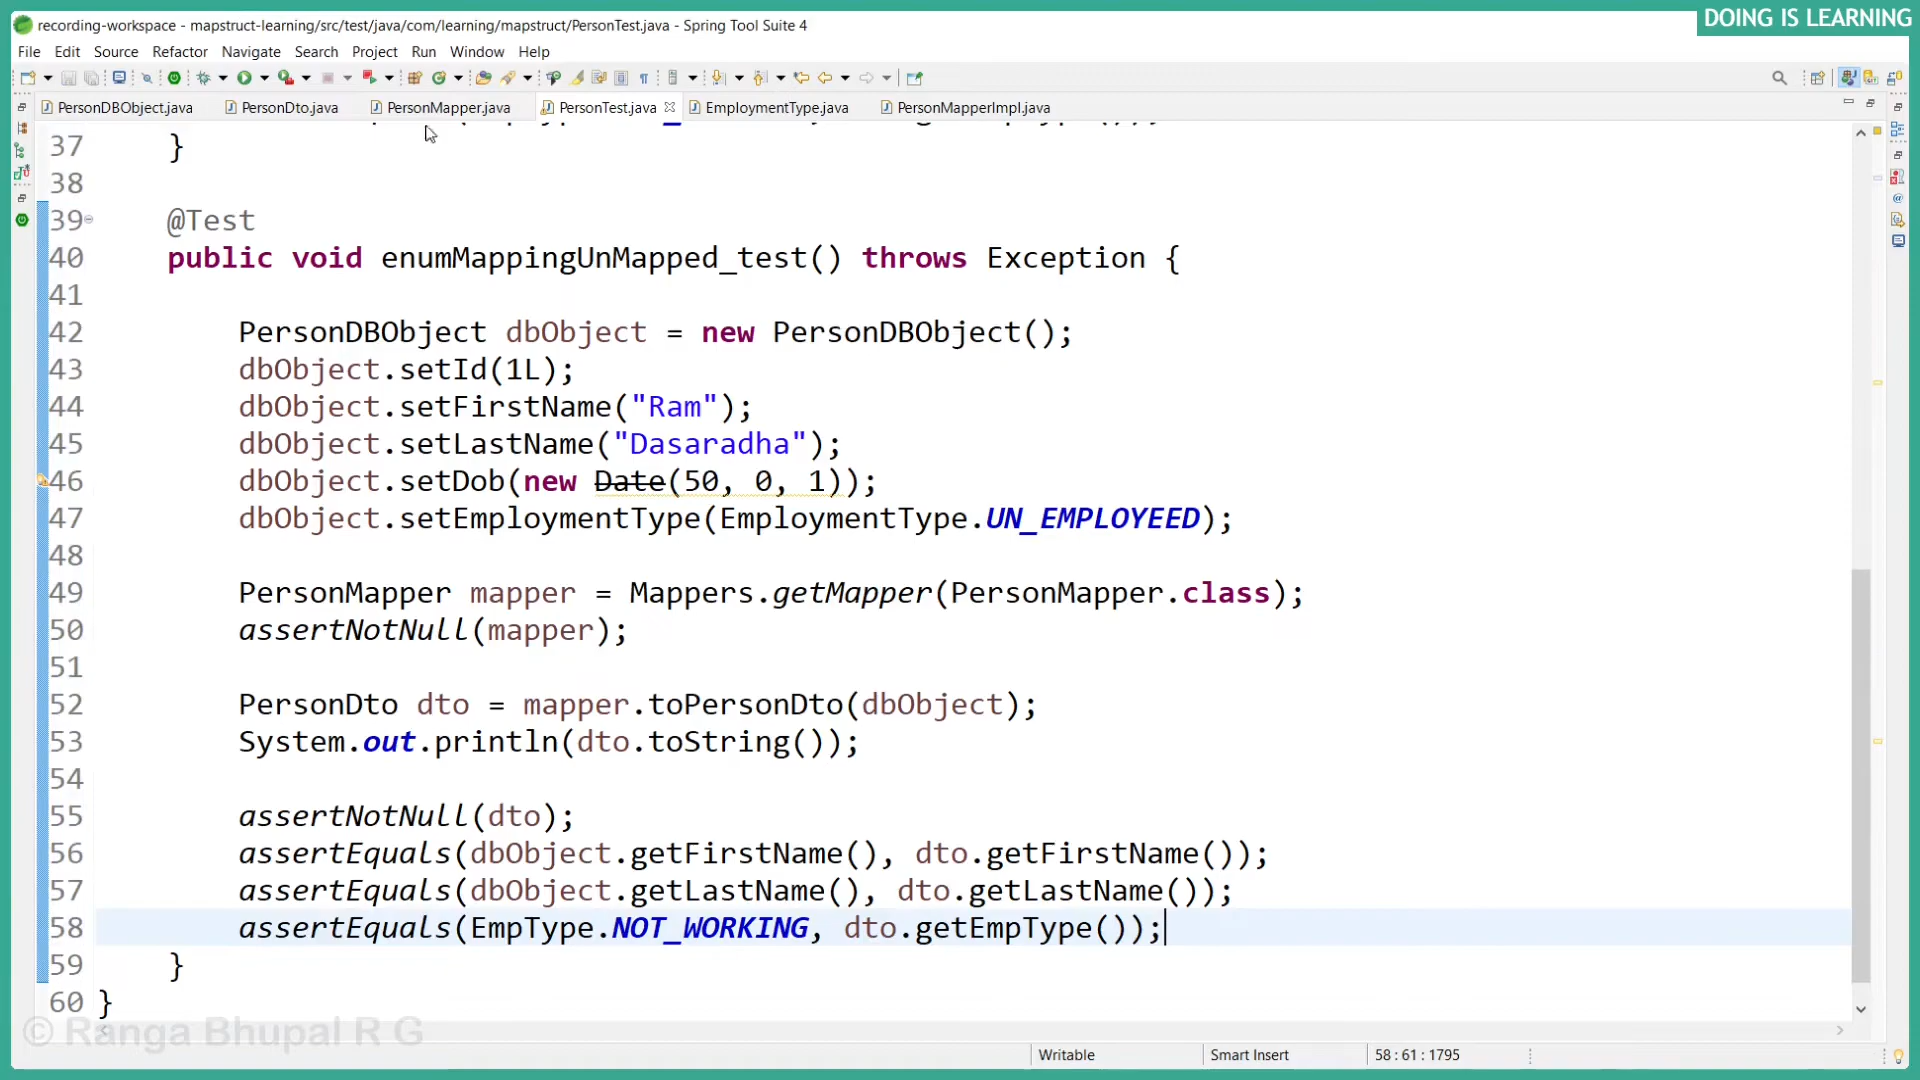 DOING IS LEARNING
recording-workspace - mapstruct-learning/src/test/java/com/learning/mapstruct/PersonTest.java - Spring Tool Suite 4
File Edit Source Refactor Navigate Search Project Run Window Help
PersonDBObject.java PersonDto.java PersonMapper.java PersonTest.java EmploymentType.java PersonMapperImpl.java
37 }
38
39 @Test
40 public void enumMappingUnMapped_test() throws Exception {
41
42 PersonDBObject dbObject = new PersonDBObject();
43 dbObject.setId(1L);
44 dbObject.setFirstName("Ram");
45 dbObject.setLastName("Dasaradha");
46 dbObject.setDob(new Date(50, 0, 1));
47 dbObject.setEmploymentType(EmploymentType.UN_EMPLOYEED);
48
49 PersonMapper mapper = Mappers.getMapper(PersonMapper.class);
50 assertNotNull(mapper);
51
52 PersonDto dto = mapper.toPersonDto(dbObject);
53 System.out.println(dto.toString());
54
55 assertNotNull(dto);
56 assertEquals(dbObject.getFirstName(), dto.getFirstName());
57 assertEquals(dbObject.getLastName(), dto.getLastName());
58 assertEquals(EmpType.NOT_WORKING, dto.getEmpType());
59 }
60 }
© Ranga Bhupal R G
Writable Smart Insert 58 : 61 : 1795